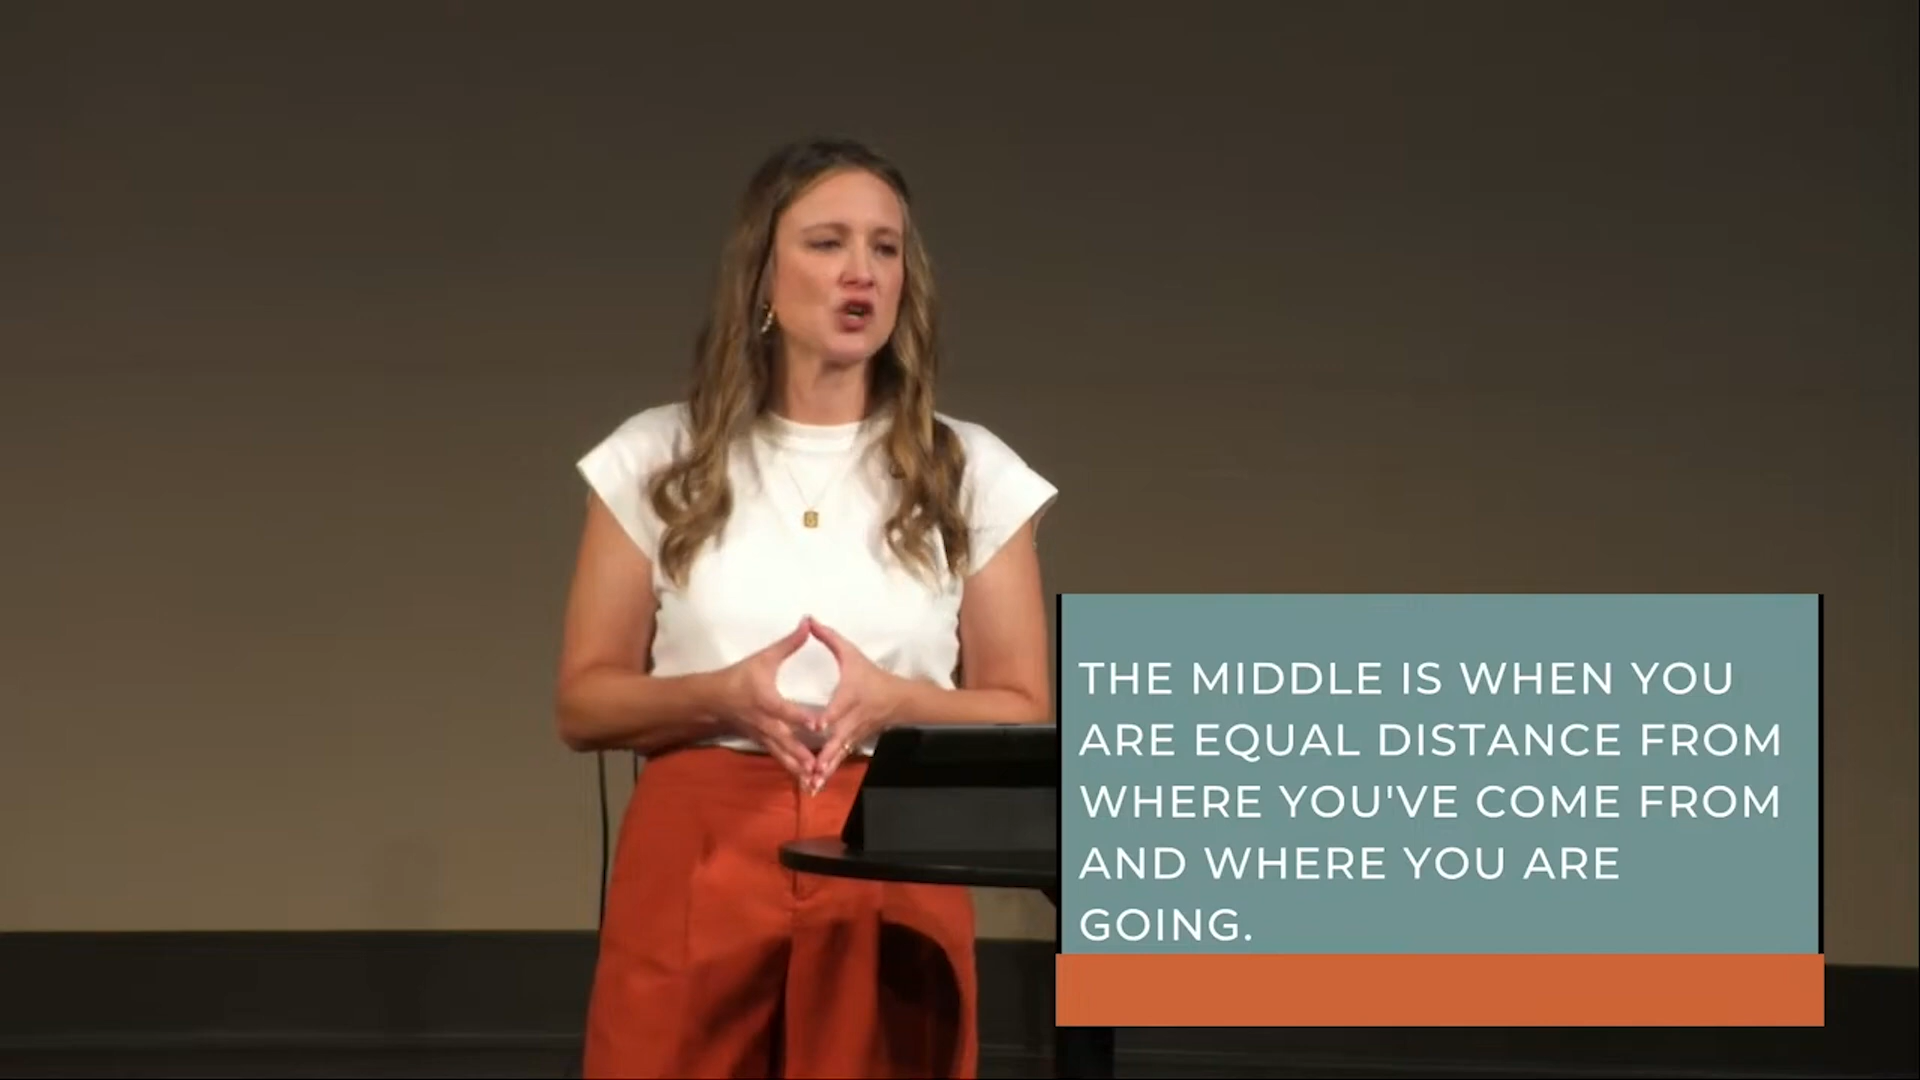 THE MIDDLE IS WHEN YOU
ARE EQUAL DISTANCE FROM
WHERE YOU'VE COME FROM
AND WHERE YOU ARE
GOING.